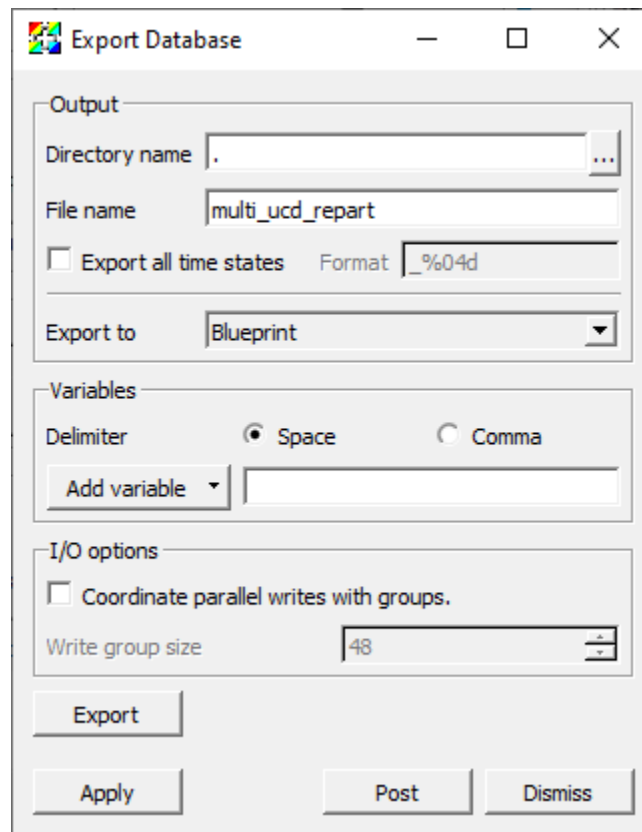 Export Database
Output
Directory name . ...
File name multi_ucd_repart
Export all time states Format _%04d
Export to Blueprint
Variables
Delimiter Space Comma
Add variable
I/O options
Coordinate parallel writes with groups.
Write group size 48
Export
Apply Post Dismiss